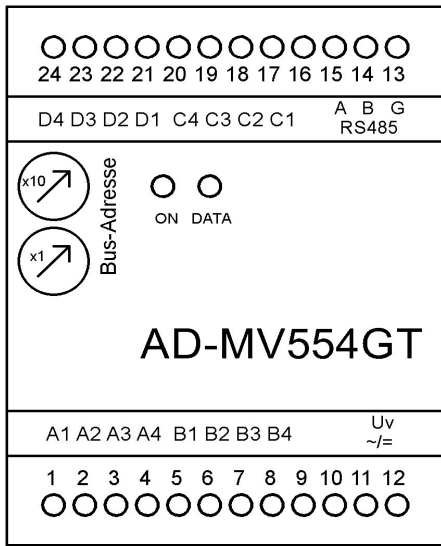 24 23 22 21 20 19 18 17 16 15 14 13
D4 D3 D2 D1 C4 C3 C2 C1 A B G
RS485
x10
x1
Bus-Adresse
ON DATA
AD-MV554GT
A1 A2 A3 A4 B1 B2 B3 B4 Uv
~/=
1 2 3 4 5 6 7 8 9 10 11 12